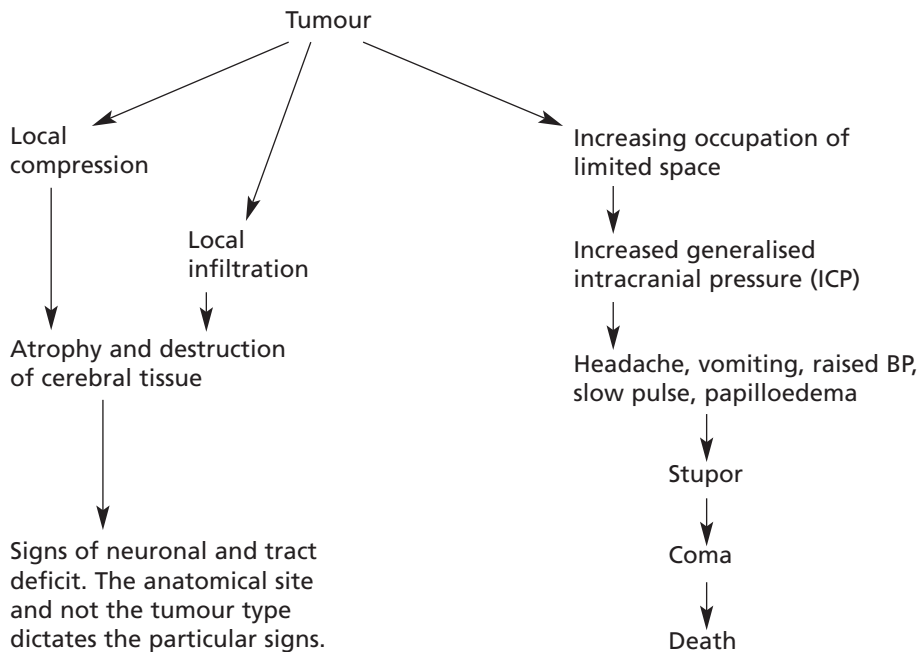 Tumour
Local
compression
Local
infiltration
Atrophy and destruction
of cerebral tissue
Signs of neuronal and tract
deficit. The anatomical site
and not the tumour type
dictates the particular signs.
Increasing occupation of
limited space
Increased generalised
intracranial pressure (ICP)
Headache, vomiting, raised BP,
slow pulse, papilloedema
Stupor
Coma
Death